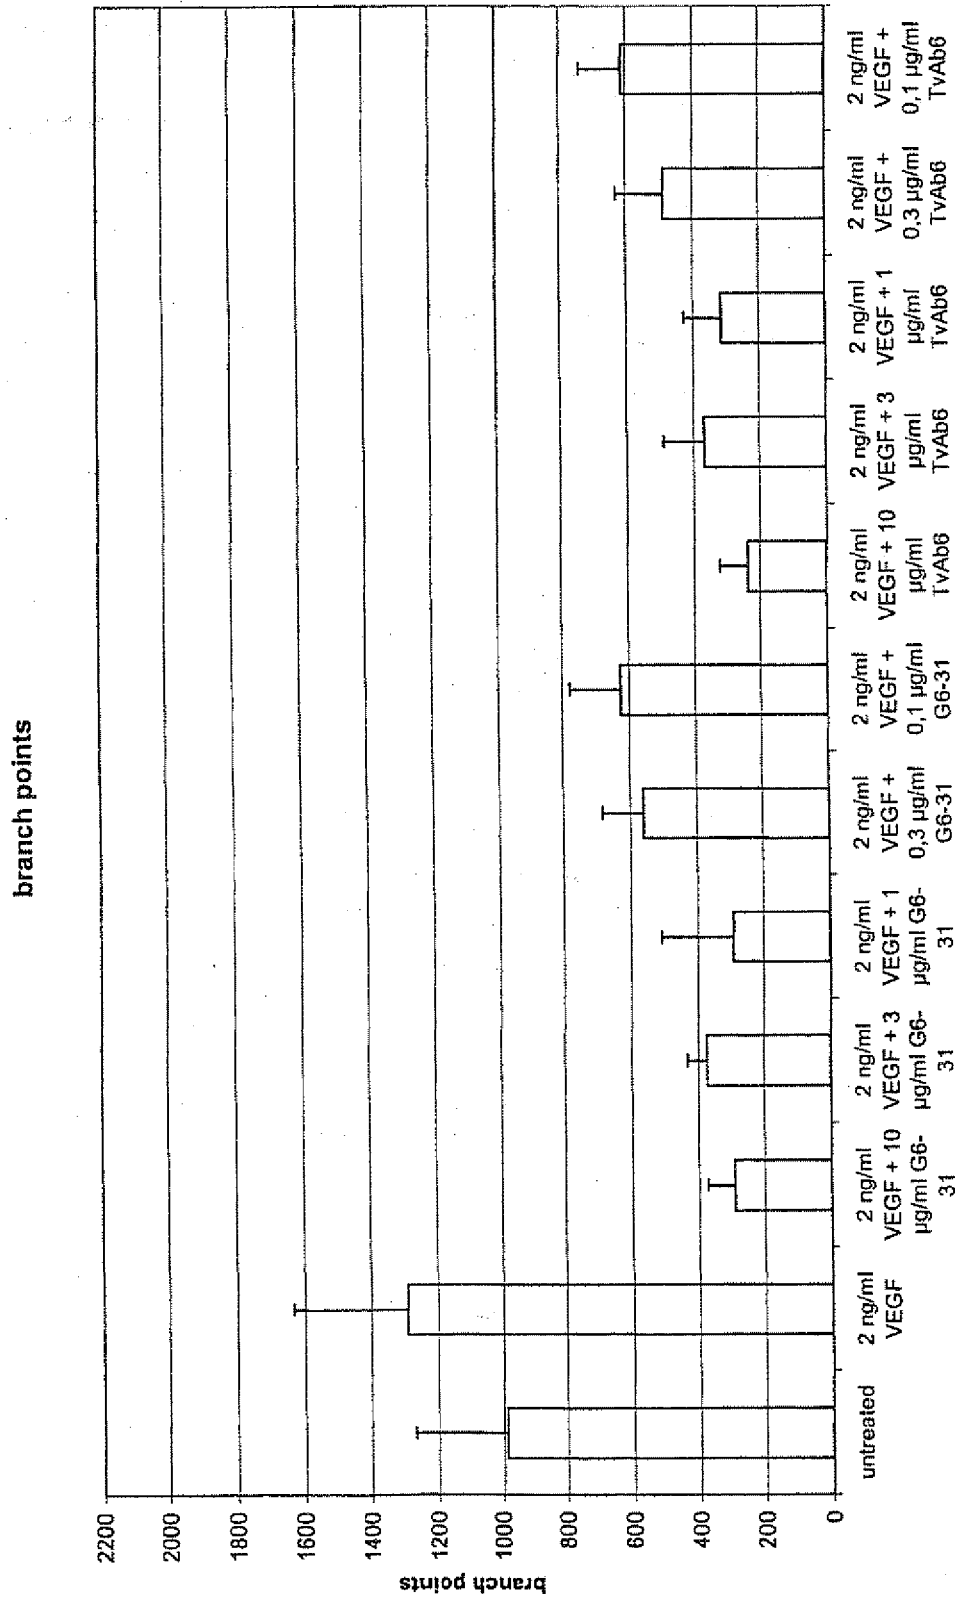 branch points
branch points
2200
2000
1800
1600
1400
1200
1000
800
600
400
200
0
untreated
2 ng/ml
VEGF
2 ng/ml
VEGF + 10
µg/ml G6-
31
2 ng/ml
VEGF + 3
µg/ml G6-
31
2 ng/ml
VEGF + 1
µg/ml G6-
31
2 ng/ml
VEGF +
0,3 µg/ml
G6-31
2 ng/ml
VEGF +
0,1 µg/ml
G6-31
2 ng/ml
VEGF + 10
µg/ml
TvAb6
2 ng/ml
VEGF + 3
µg/ml
TvAb6
2 ng/ml
VEGF + 1
µg/ml
TvAb6
2 ng/ml
VEGF +
0,3 µg/ml
TvAb6
2 ng/ml
VEGF +
0,1 µg/ml
TvAb6